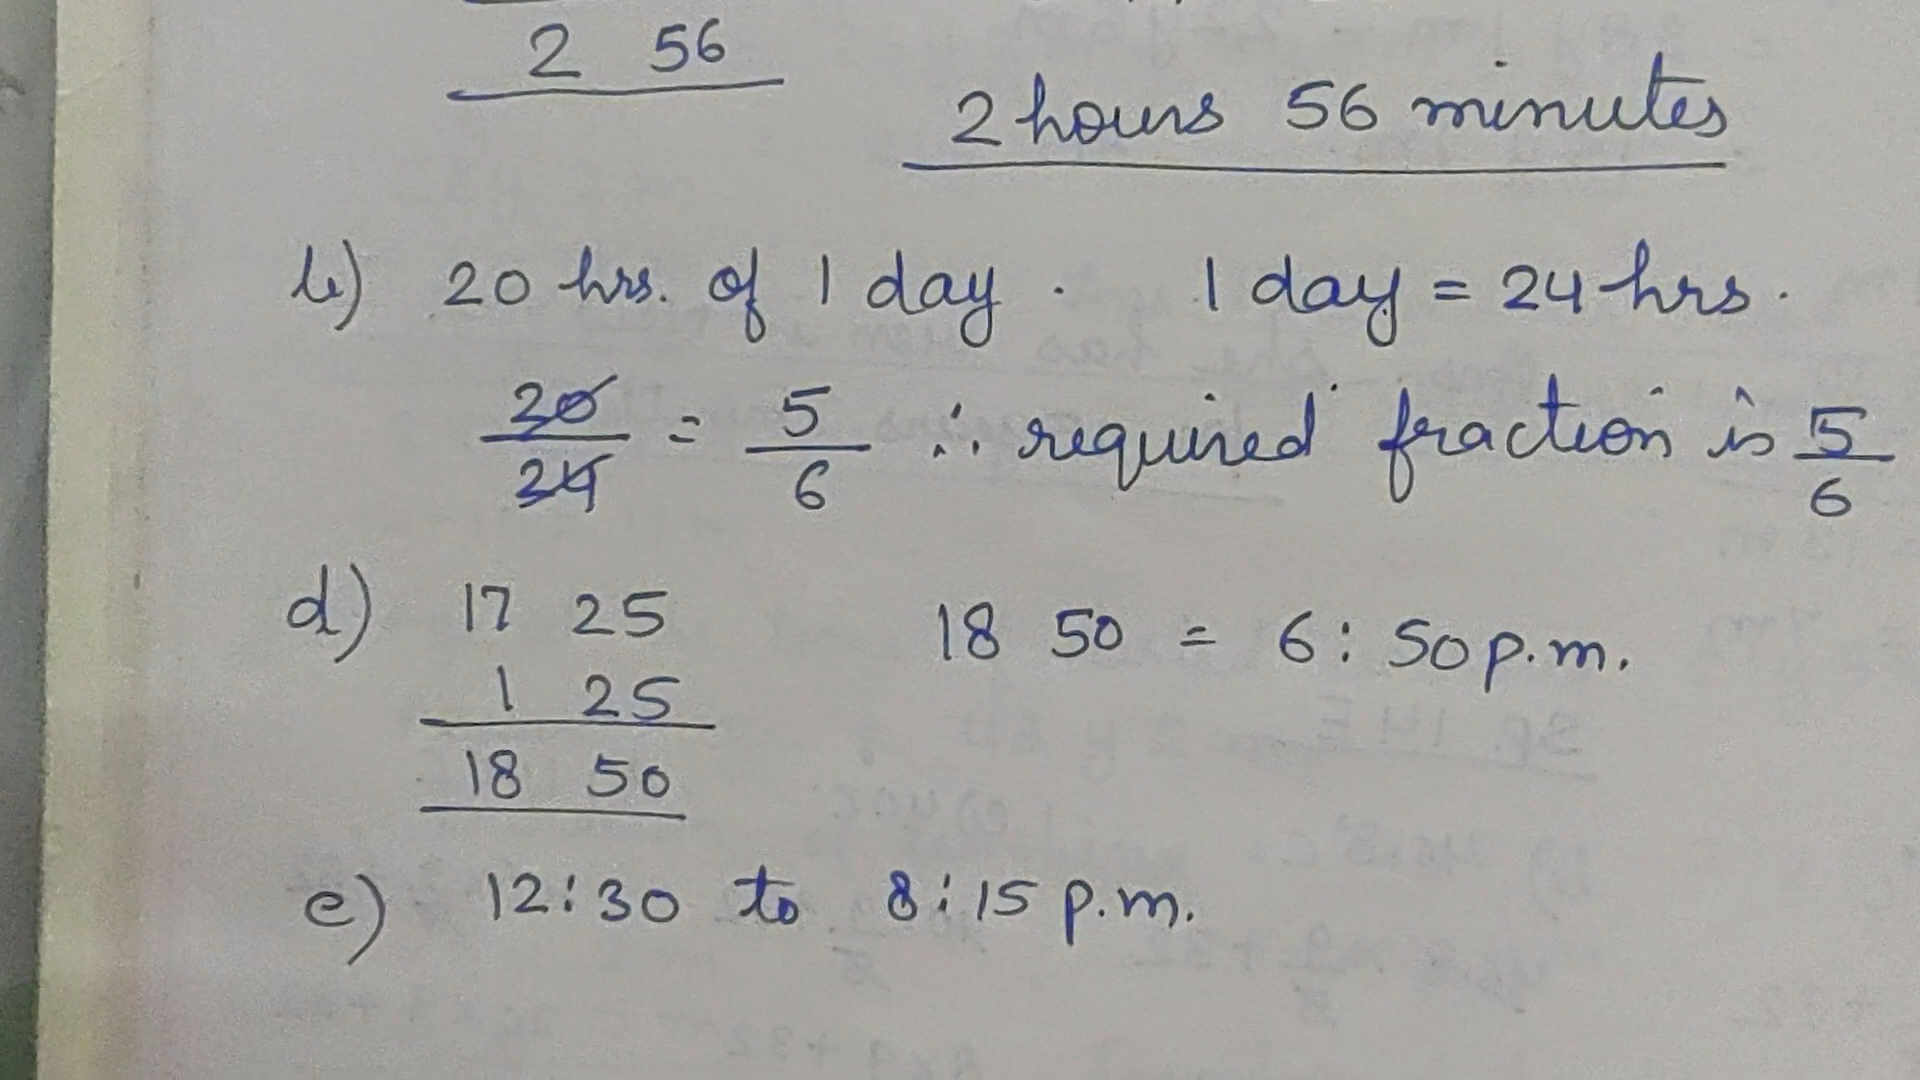 2 56
2 hours 56 minutes
b) 20 hrs. of 1 day. 1 day = 24 hrs.
20/24 = 5/6 ∴ required fraction is 5/6
d) 17 25 18 50 = 6:50 p.m.
1 25
18 50
e) 12:30 to 8:15 p.m.